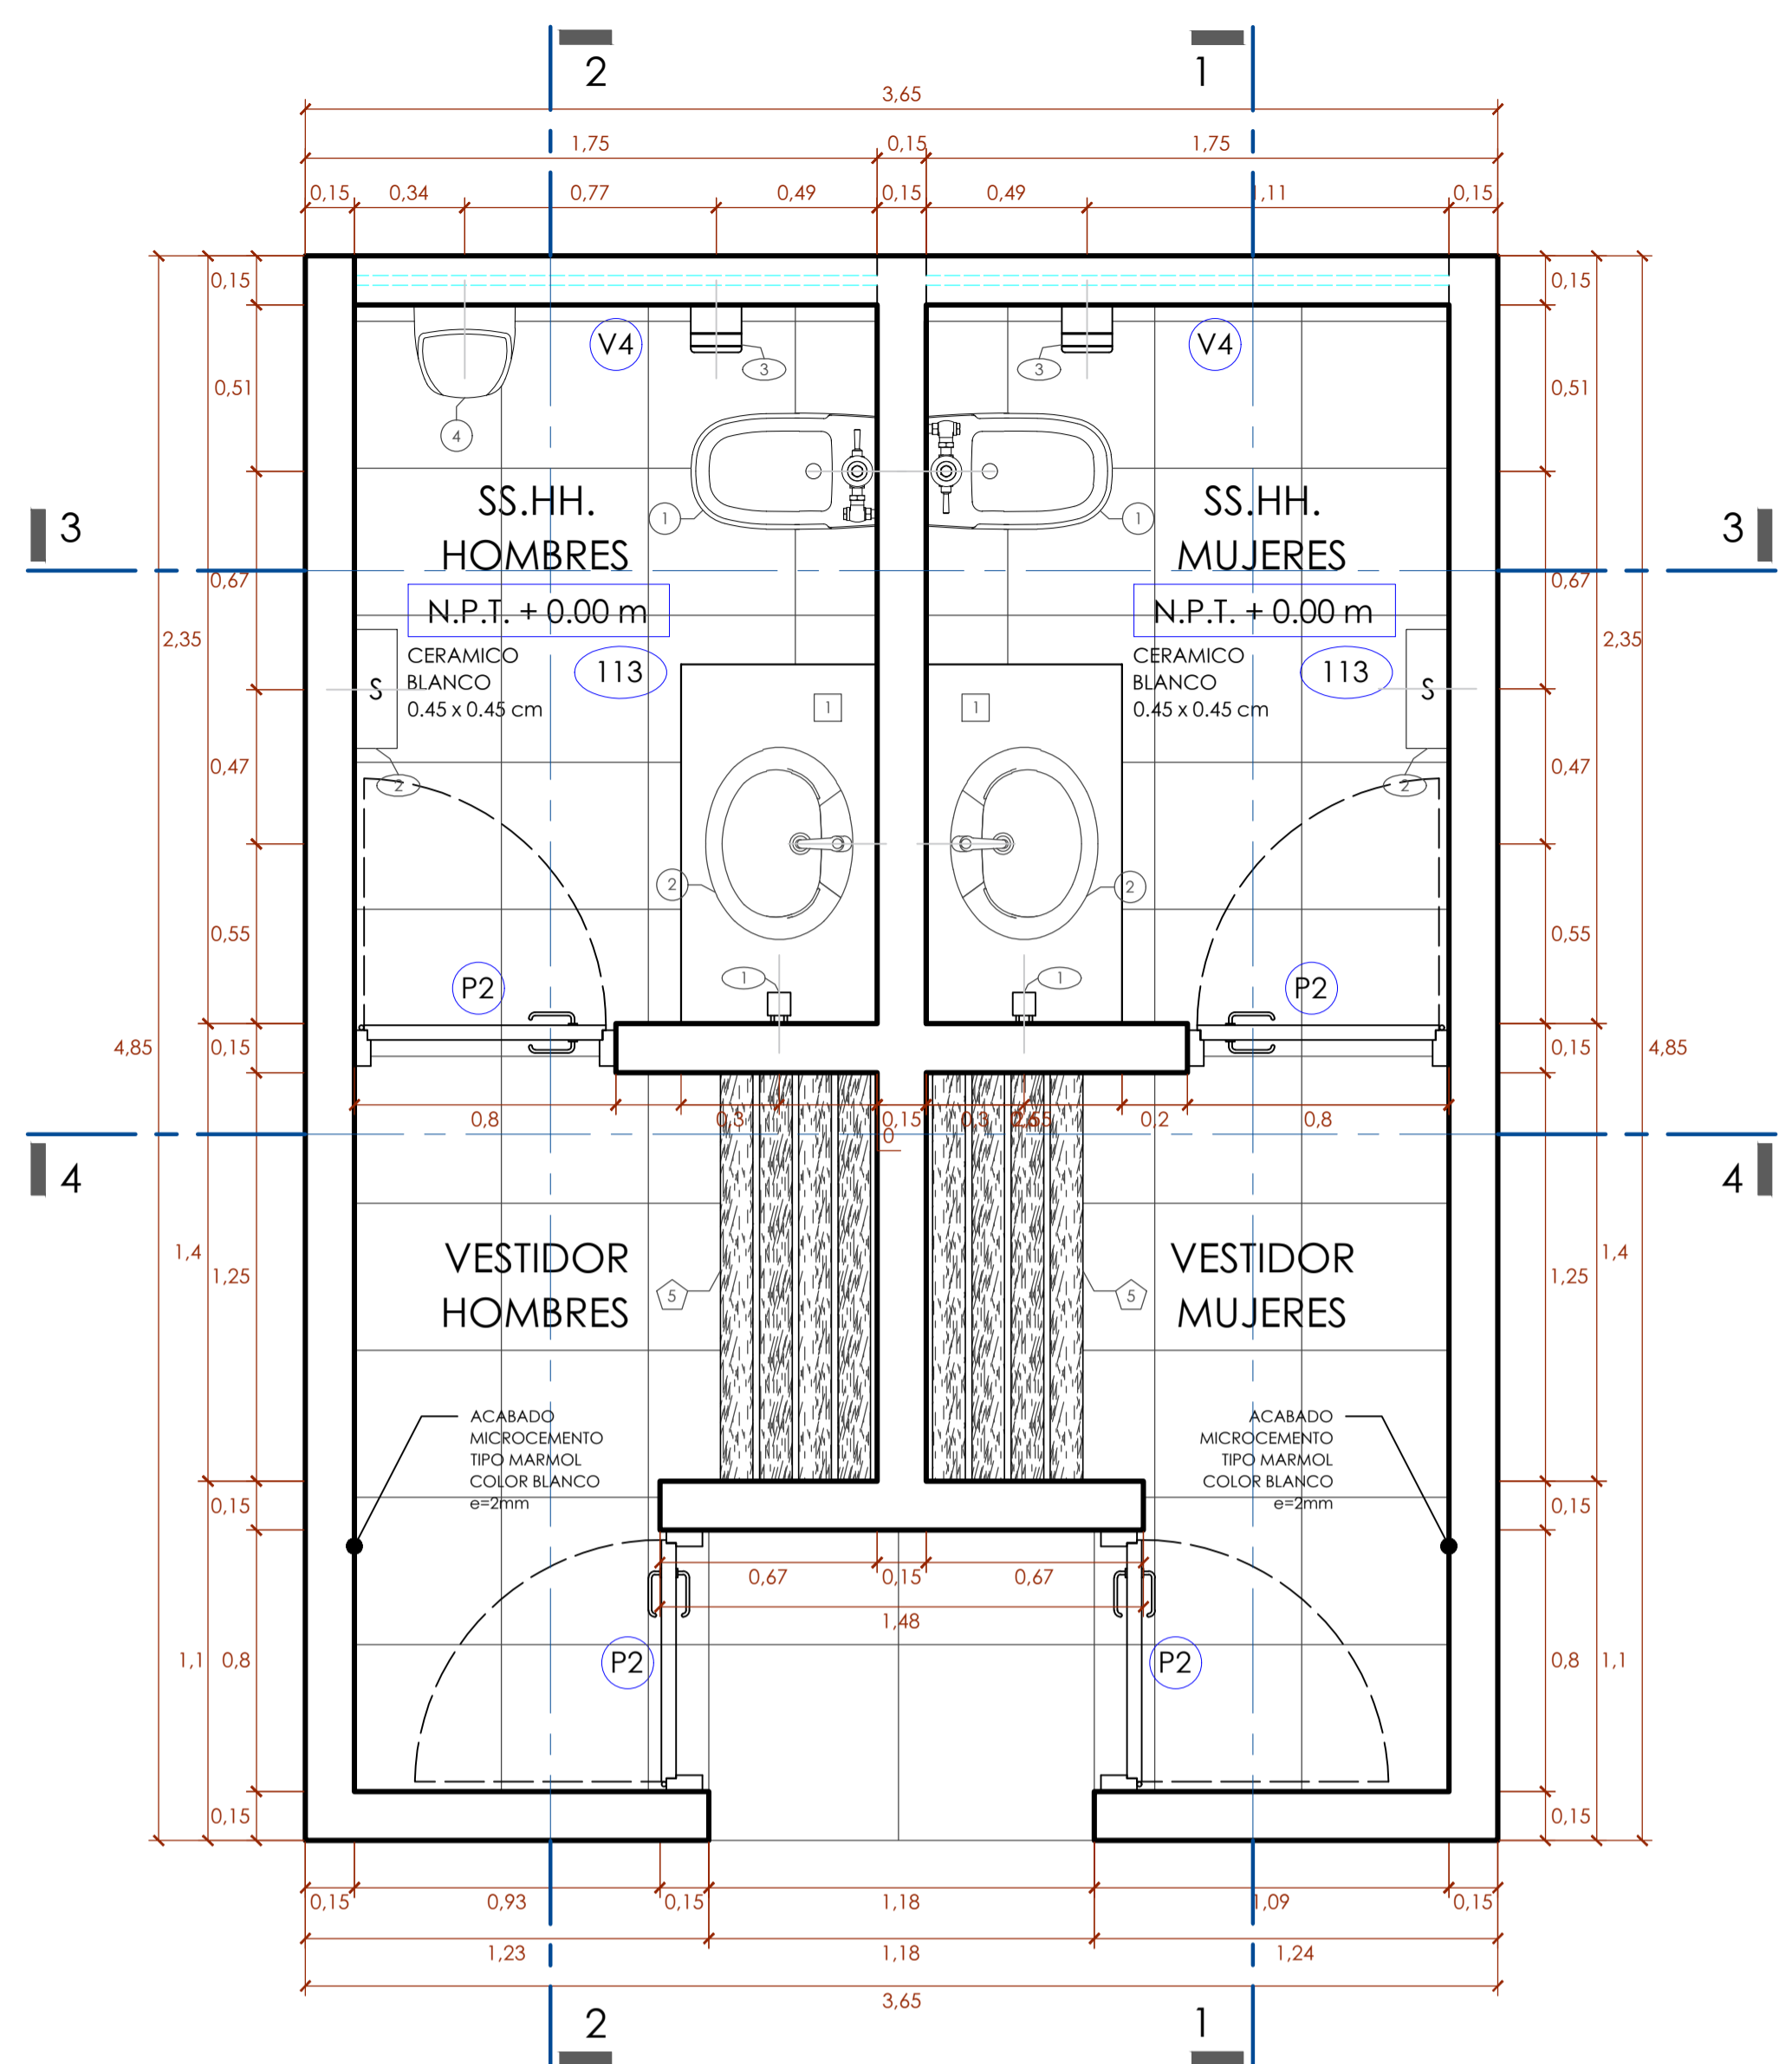 2
1
3,65
1,75
0,15
1,75
0,15
0,34
0,77
0,49
0,15
0,49
1,11
0,15
0,15
0,15
V4
V4
3
3
0,51
0,51
4
1
1
SS.HH.
HOMBRES
SS.HH.
MUJERES
3
3
0,67
0,67
N.P.T. + 0.00 m
N.P.T. + 0.00 m
2,35
2,35
CERAMICO
BLANCO
0.45 x 0.45 cm
113
CERAMICO
BLANCO
0.45 x 0.45 cm
113
S
S
1
1
0,47
0,47
2
2
2
2
0,55
0,55
1
1
P2
P2
4,85
0,15
0,15
4,85
0,8
0,3
0,15
0
0,3
0,2
0,8
4
4
1,4
1,25
1,25
1,4
VESTIDOR
HOMBRES
VESTIDOR
MUJERES
5
5
ACABADO
MICROCEMENTO
TIPO MARMOL
COLOR BLANCO
e=2mm
ACABADO
MICROCEMENTO
TIPO MARMOL
COLOR BLANCO
e=2mm
0,15
0,15
0,67
0,15
0,67
1,48
P2
P2
1,1
0,8
0,8
1,1
0,15
0,15
0,15
0,93
0,15
1,18
1,09
0,15
1,23
1,18
1,24
3,65
2
1